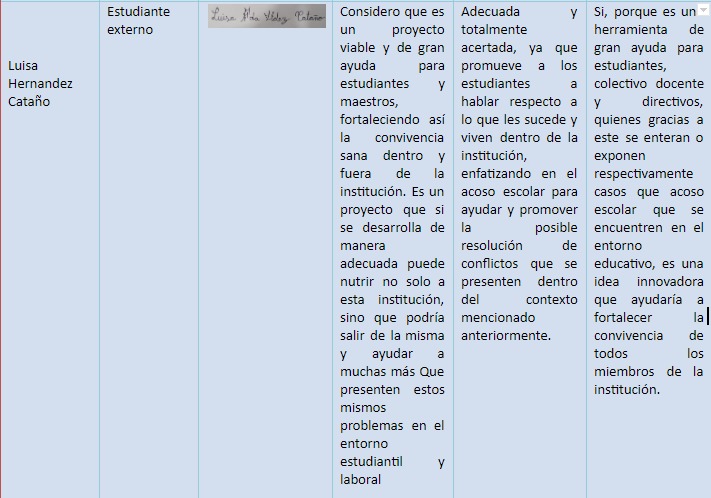 Luisa
Hernandez
Cataño
Estudiante
externo
Luisa Cataño
Considero que es
un proyecto
viable y de gran
ayuda para
estudiantes y
maestros,
fortaleciendo así
la convivencia
sana dentro y
fuera de la
institución. Es un
proyecto que si
se desarrolla de
manera
adecuada puede
nutrir no solo a
esta institución,
sino que podría
salir de la misma
y ayudar a
muchas más Que
presenten estos
mismos
problemas en el
entorno
estudiantil y
laboral
Adecuada y
totalmente
acertada, ya que
promueve a los
estudiantes a
hablar respecto a
lo que les sucede y
viven dentro de la
institución,
enfatizando en el
acoso escolar para
ayudar y promover
la posible
resolución de
conflictos que se
presenten dentro
del contexto
mencionado
anteriormente.
Si, porque es un
herramienta de
gran ayuda para
estudiantes,
colectivo docente
y directivos,
quienes gracias a
este se enteran o
exponen
respectivamente
casos que acoso
escolar que se
encuentren en el
entorno
educativo, es una
idea innovadora
que ayudaría a
fortalecer la
convivencia de
todos los
miembros de la
institución.